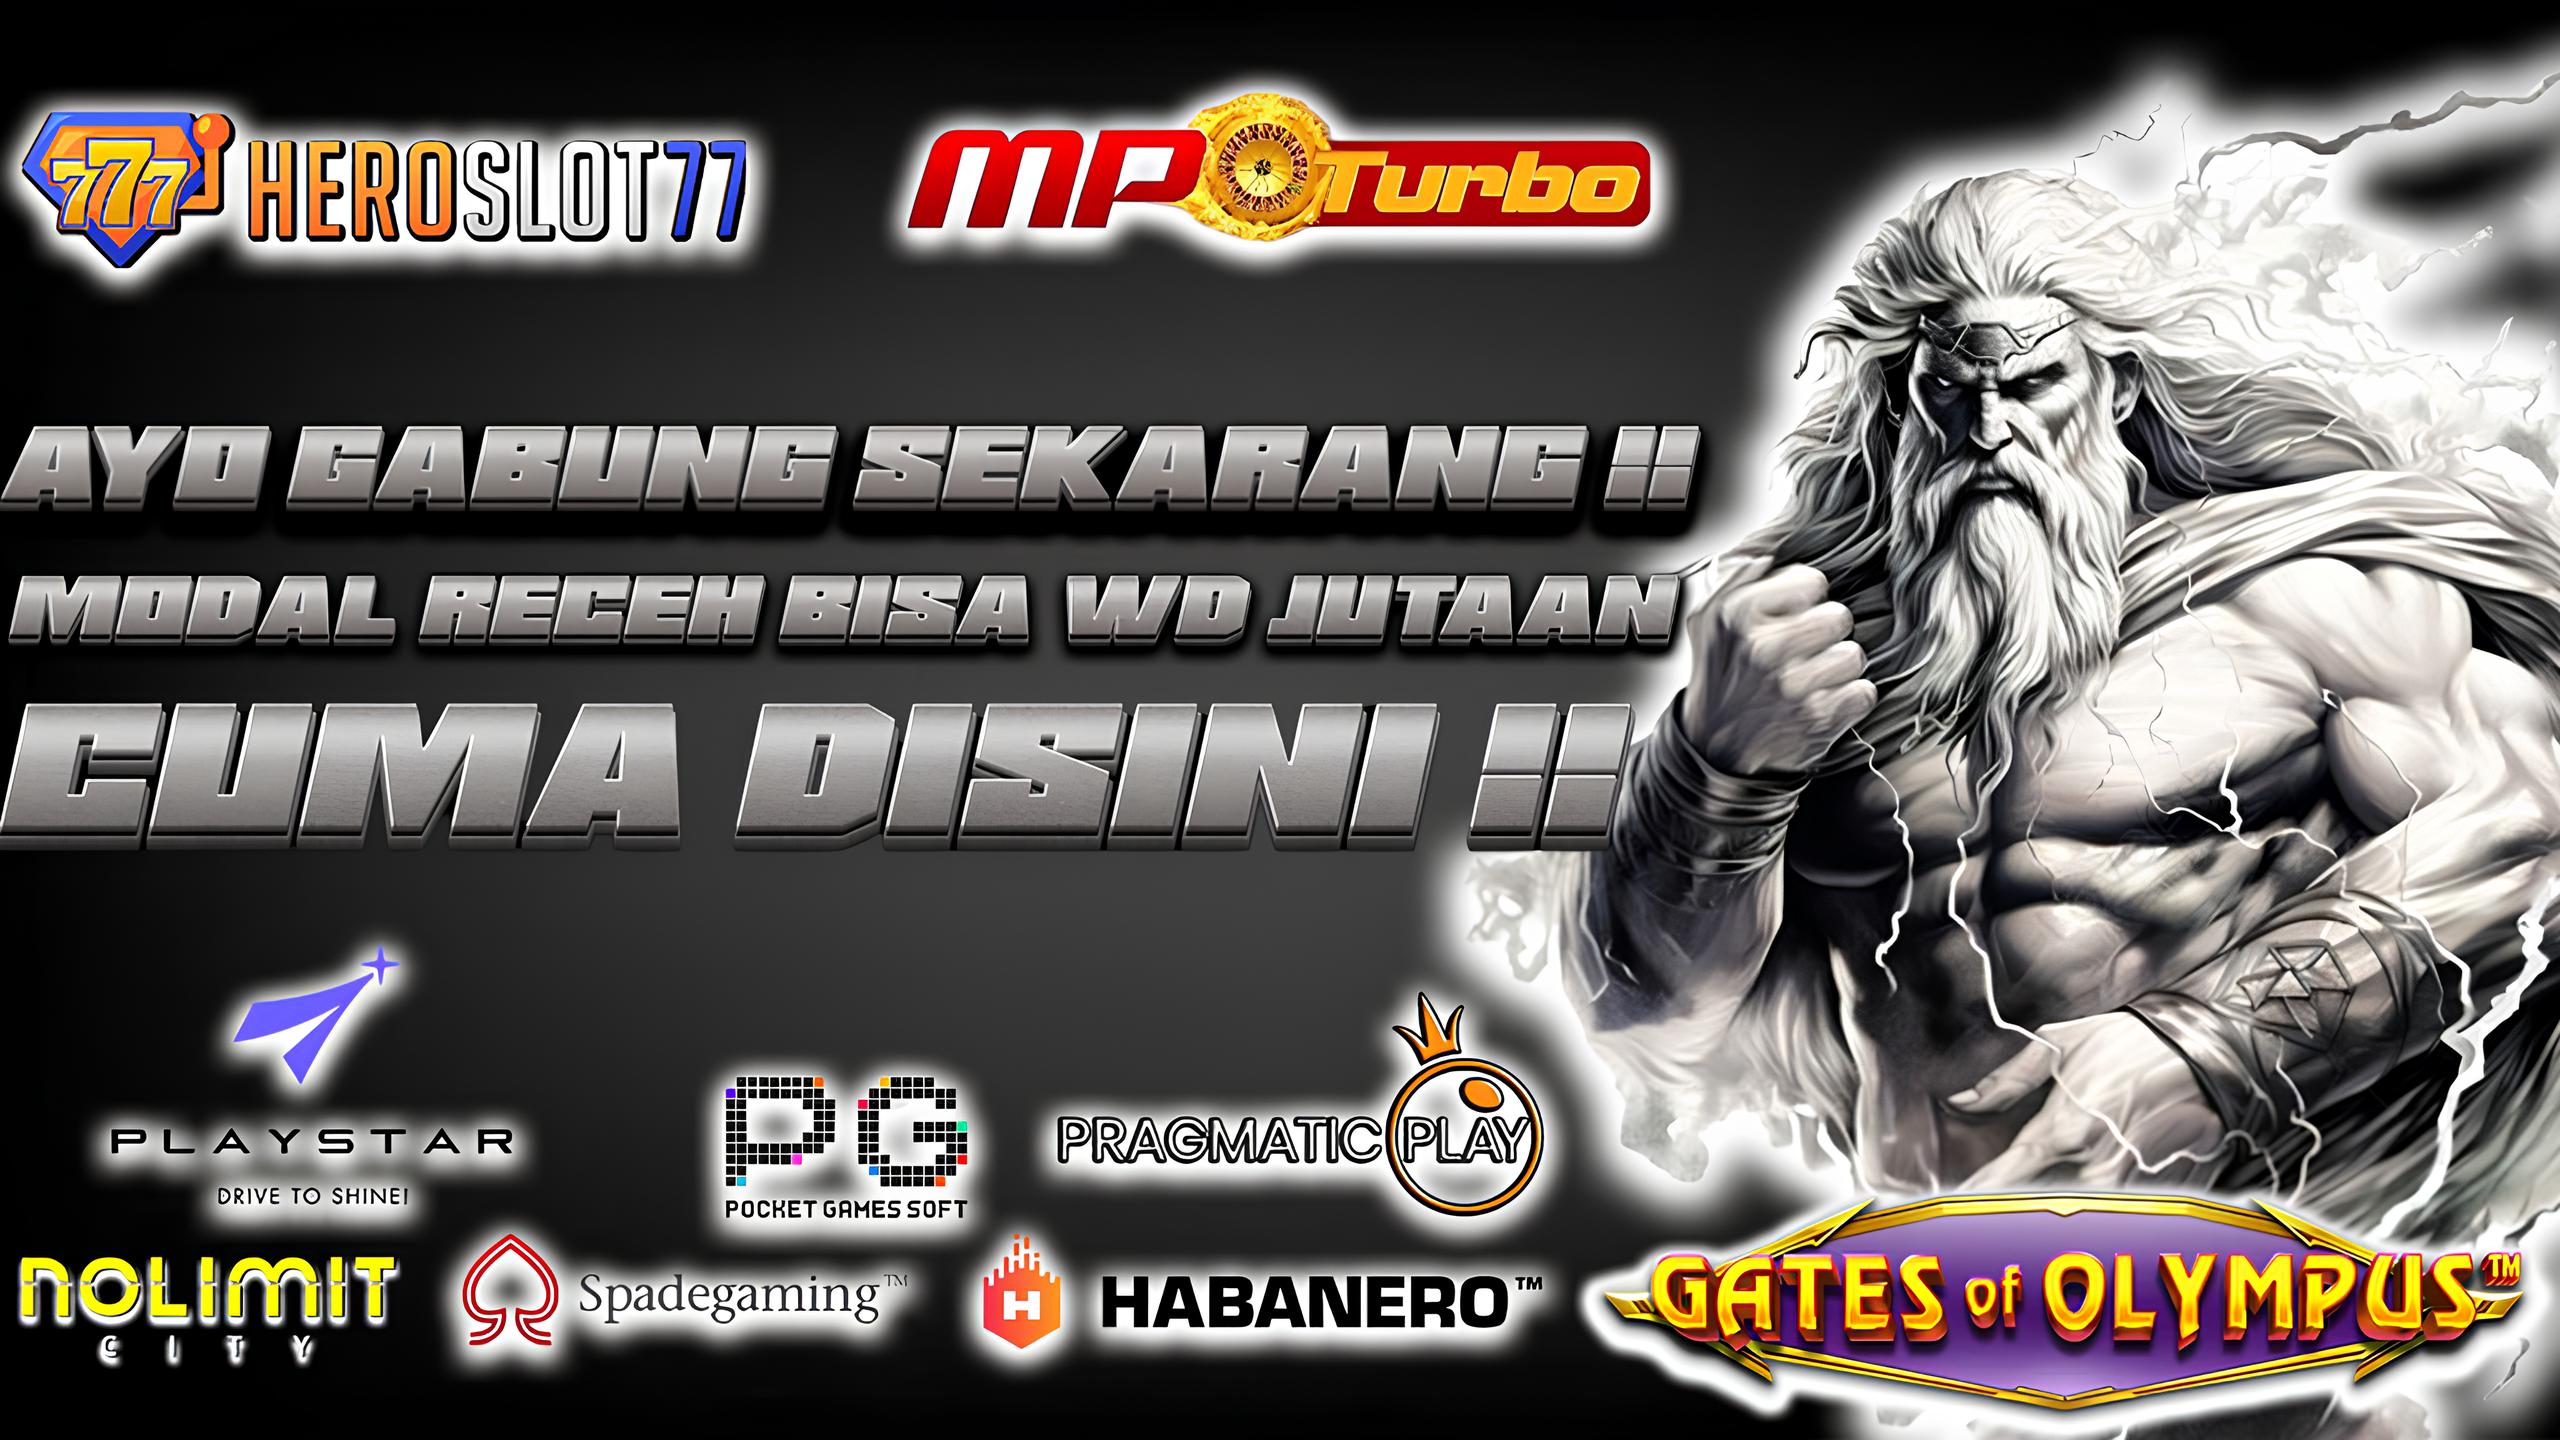 777 HEROSLOT77
MPOTurbo
AYO GABUNG SEKARANG !!
MODAL RECEH BISA WD JUTAAN
CUMA DISINI !!
PLAYSTAR
DRIVE TO SHINE!
PG
POCKET GAMES SOFT
PRAGMATIC PLAY
NOLIMIT
CITY
Spadegaming™
H HABANERO™
GATES of OLYMPUS™